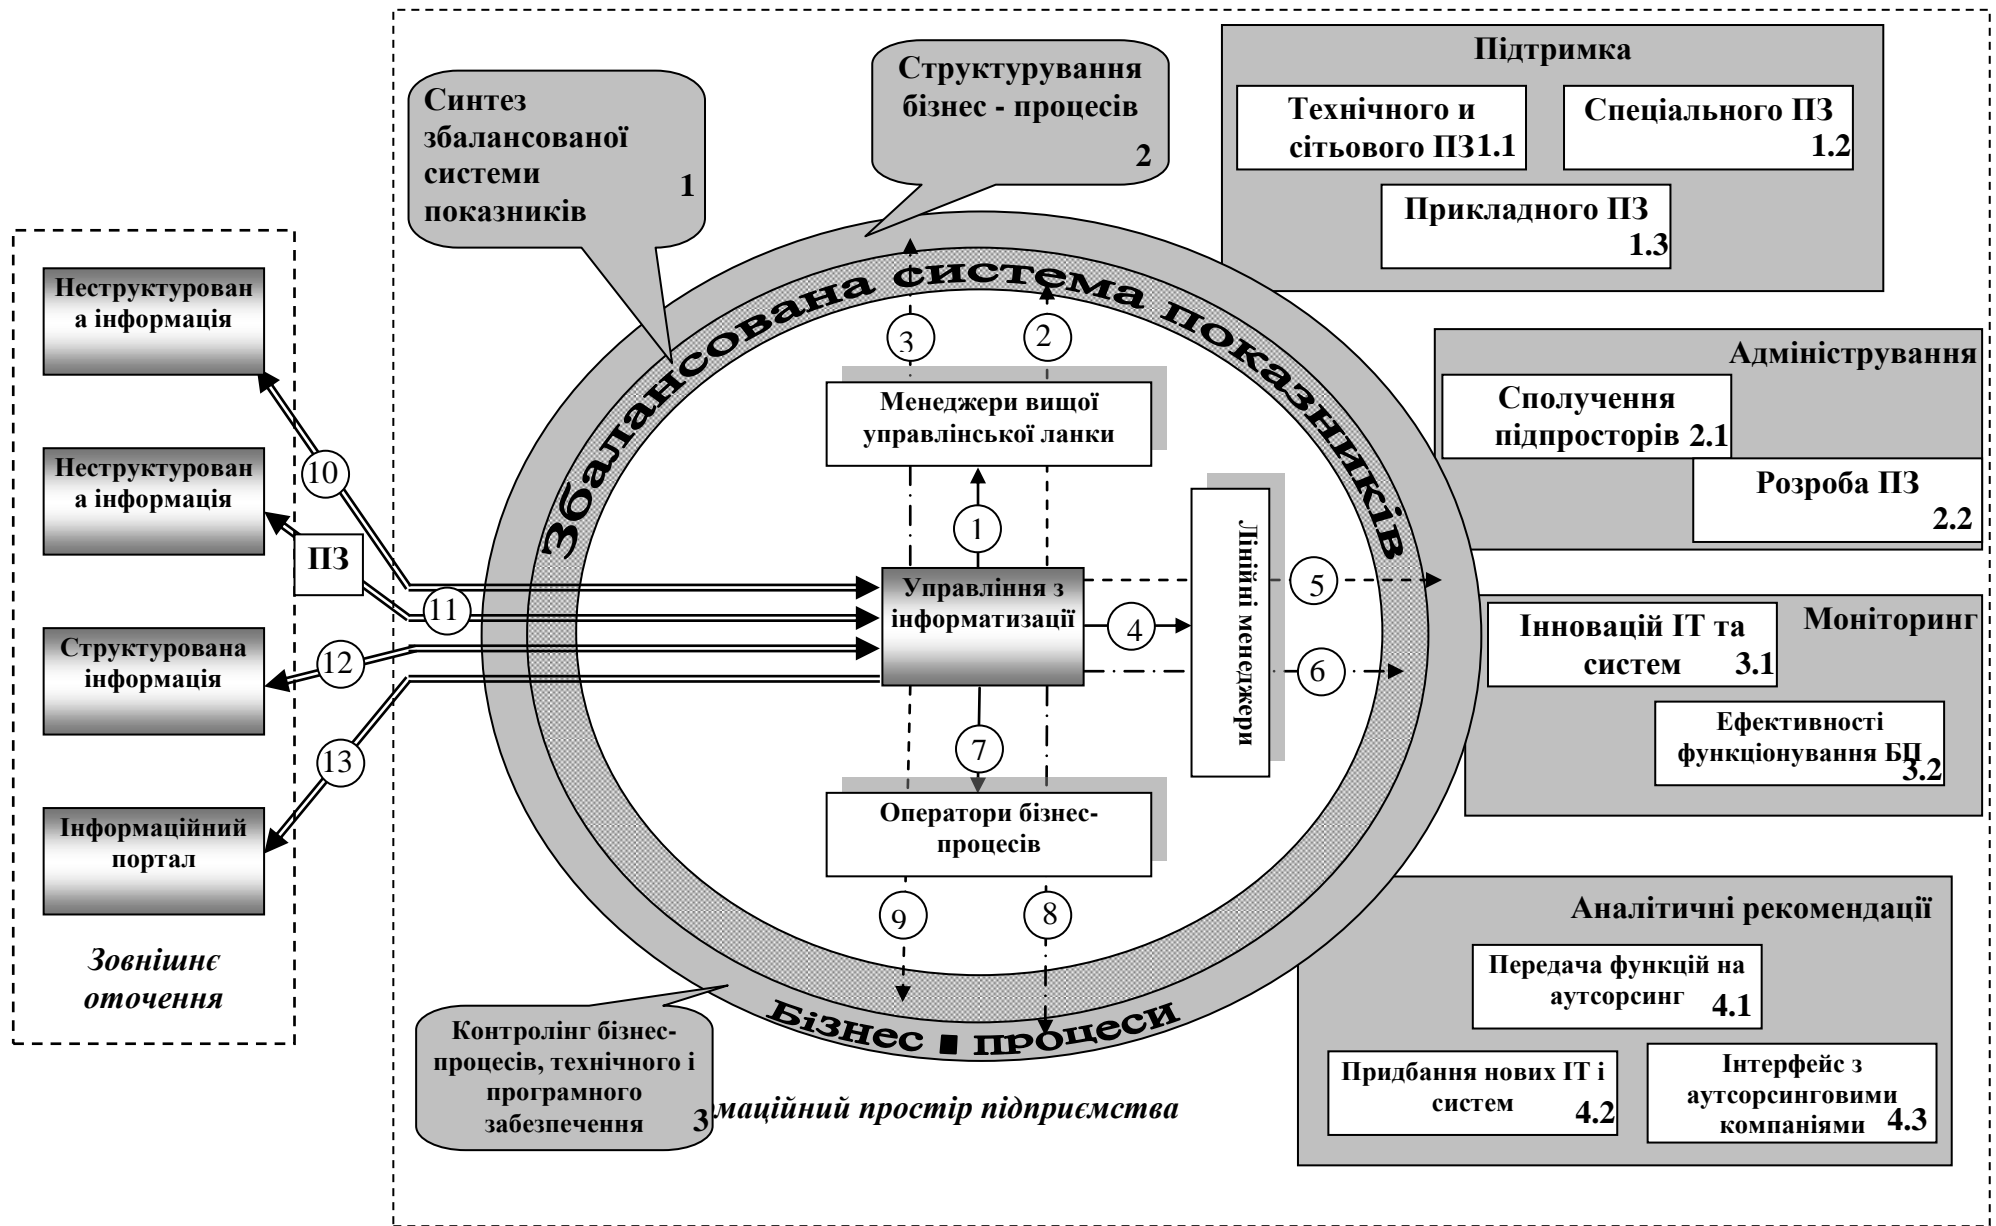 Синтез
збалансованої
системи
показників
1
Структурування
бізнес - процесів
2
Підтримка
Технічного и
сітьового ПЗ1.1
Спеціального ПЗ
1.2
Прикладного ПЗ
1.3
Неструктурован
а інформація
Неструктурован
а інформація
Структурована
інформація
Інформаційний
портал
Зовнішнє
оточення
10
ПЗ
11
12
13
Збалансована система показників
3
2
Менеджери вищої
управлінської ланки
1
Управління з
інформатизації
4
5
6
Лінійні менеджери
7
Оператори бізнес-
процесів
9
8
Бізнес - процеси
Адміністрування
Сполучення
підпросторів 2.1
Розроба ПЗ
2.2
Моніторинг
Інновацій ІТ та
систем 3.1
Ефективності
функціонування БП
3.2
Аналітичні рекомендації
Передача функцій на
аутсорсинг 4.1
Придбання нових ІТ і
систем 4.2
Інтерфейс з
аутсорсинговими
компаніями 4.3
Контролінг бізнес-
процесів, технічного і
програмного
забезпечення 3
маційний простір підприємства